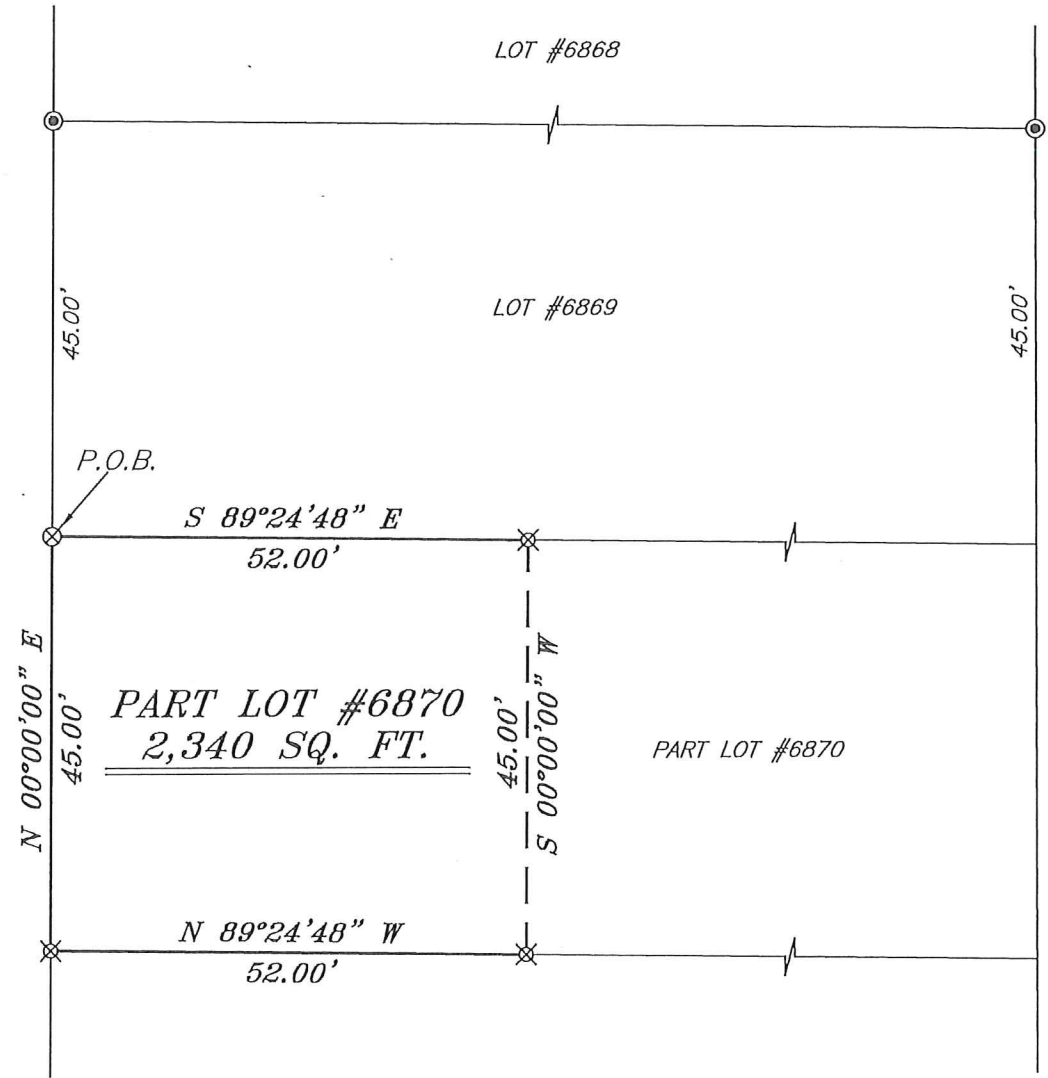 LOT #6868
45.00'
LOT #6869
45.00'
P.O.B.
S 89°24'48" E
52.00'
N 00°00'00" E
45.00'
PART LOT #6870
2,340 SQ. FT.
45.00'
S 00°00'00" W
PART LOT #6870
N 89°24'48" W
52.00'